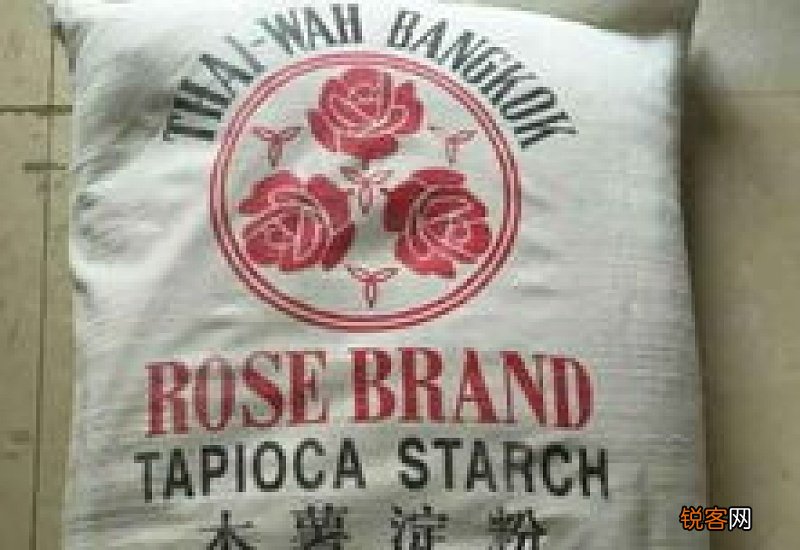 THAI-WAH BANGKOK
ROSE BRAND
TAPIOCA STARCH
木薯淀粉
锐客网